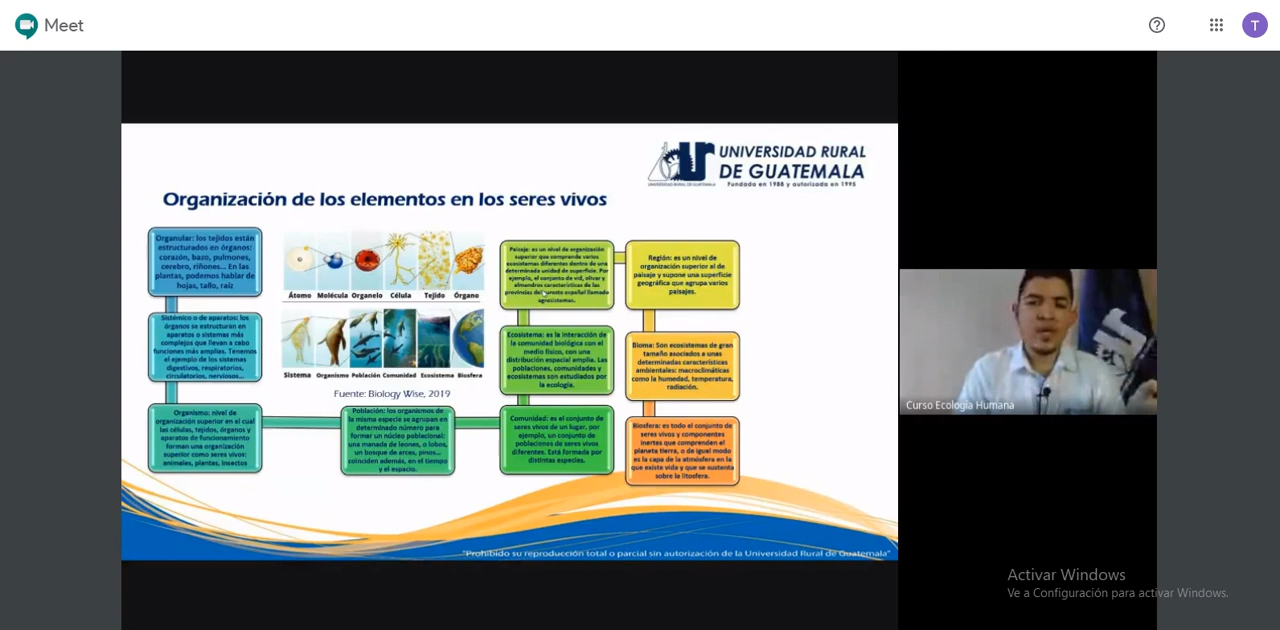 Meet
T
UNIVERSIDAD RURAL
DE GUATEMALA
Fundada en 1988 y autorizada en 1995
Organización de los elementos en los seres vivos
Organular: los tejidos están
estructurados en órganos:
corazón, bazo, pulmones,
cerebro, riñones... En las
plantas, podemos hablar de
hojas, tallo, raíz
Sistémico o de aparatos: los
órganos se estructuran en
aparatos o sistemas más
complejos que llevan a cabo
funciones más amplias. Tenemos
el ejemplo de los sistemas
digestivos, respiratorios,
circulatorios, nerviosos...
Organismo: nivel de
organización superior en el cual
las células, tejidos, órganos y
aparatos de funcionamiento
forman una organización
superior como seres vivos:
animales, plantas, insectos
Átomo Molécula Organelo Célula Tejido Órgano
Sistema Organismo Población Comunidad Ecosistema Biosfera
Fuente: Biology Wise, 2019
Población: los organismos de
la misma especie se agrupan en
determinado número para
formar un núcleo poblacional:
una manada de leones, o lobos,
un bosque de arces, pinos...
coinciden además, en el tiempo
y el espacio.
Paisaje: es un nivel de organización
superior que comprende varios
ecosistemas diferentes dentro de una
determinada unidad de superficie. Por
ejemplo, el conjunto de vid, olivar y
almendros características de las
provincias del sureste español llamado
agrosistemas.
Ecosistema: es la interacción de
la comunidad biológica con el
medio físico, con una
distribución espacial amplia. Las
poblaciones, comunidades y
ecosistemas son estudiados por
la ecología.
Comunidad: es el conjunto de
seres vivos de un lugar, por
ejemplo, un conjunto de
poblaciones de seres vivos
diferentes. Está formada por
distintas especies.
Región: es un nivel de
organización superior al de
paisaje y supone una superficie
geográfica que agrupa varios
paisajes.
Bioma: Son ecosistemas de gran
tamaño asociados a unas
determinadas características
ambientales: macroclimáticas
como la humedad, temperatura,
radiación.
Biosfera: es todo el conjunto de
seres vivos y componentes
inertes que comprenden el
planeta tierra, o de igual modo
es la capa de la atmósfera en la
que existe vida y que se sustenta
sobre la litosfera.
"Prohibido su reproducción total o parcial sin autorización de la Universidad Rural de Guatemala"
Curso Ecología Humana
Activar Windows
Ve a Configuración para activar Windows.